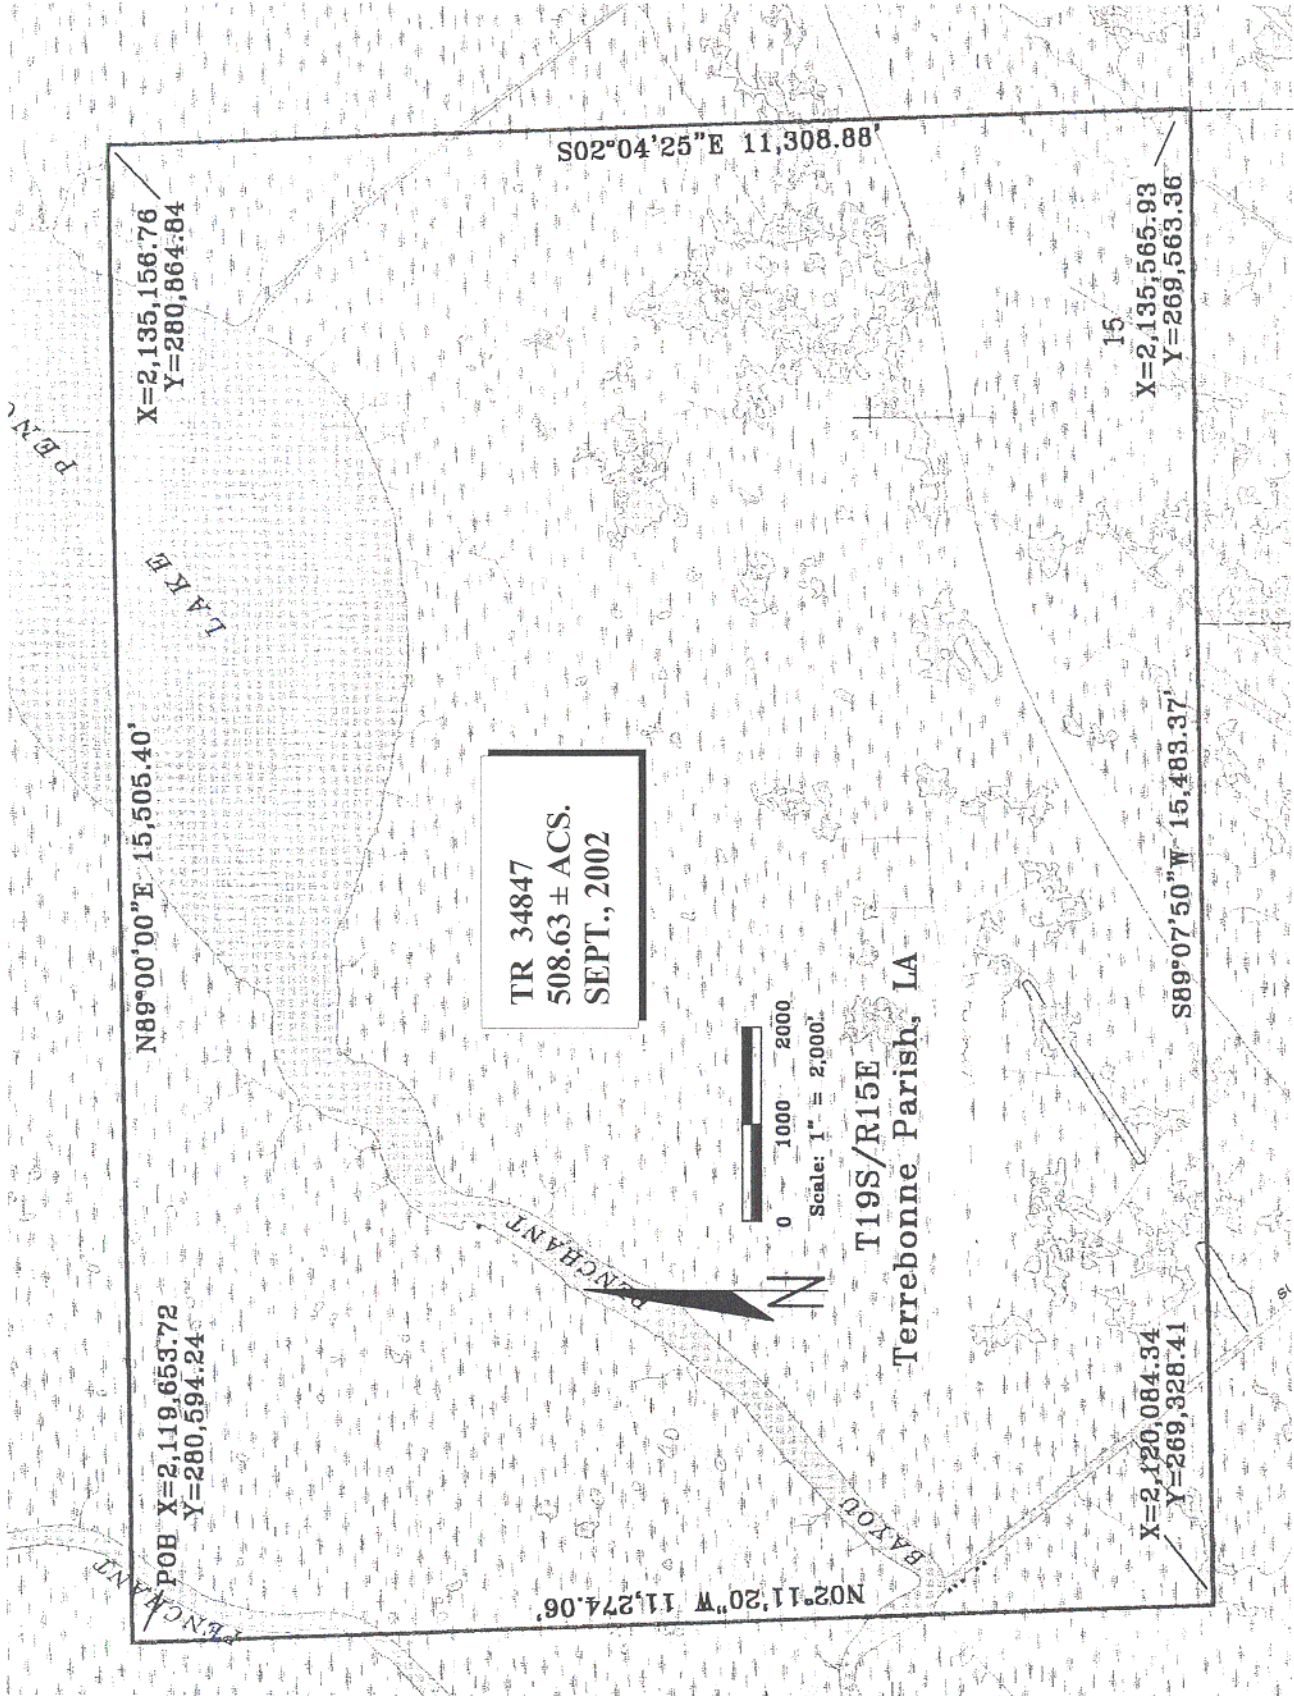 PENCHANT
POB X=2,119,653.72
Y=280,594.24
N89°00'00"E 15,505.40'
LAKE
PEN
X=2,135,156.76
Y=280,864.84
S02°04'25"E 11,308.88'
TR 34847
508.63 ± ACS.
SEPT., 2002
BAYOU
PENCHANT
0 1000 2000
Scale: 1" = 2,000'
N
T19S/R15E
Terrebonne Parish, LA
N02°11'20"W 11,274.06'
X=2,120,084.34
Y=269,328.41
S89°07'50"W 15,483.37'
15
X=2,135,565.93
Y=269,563.36